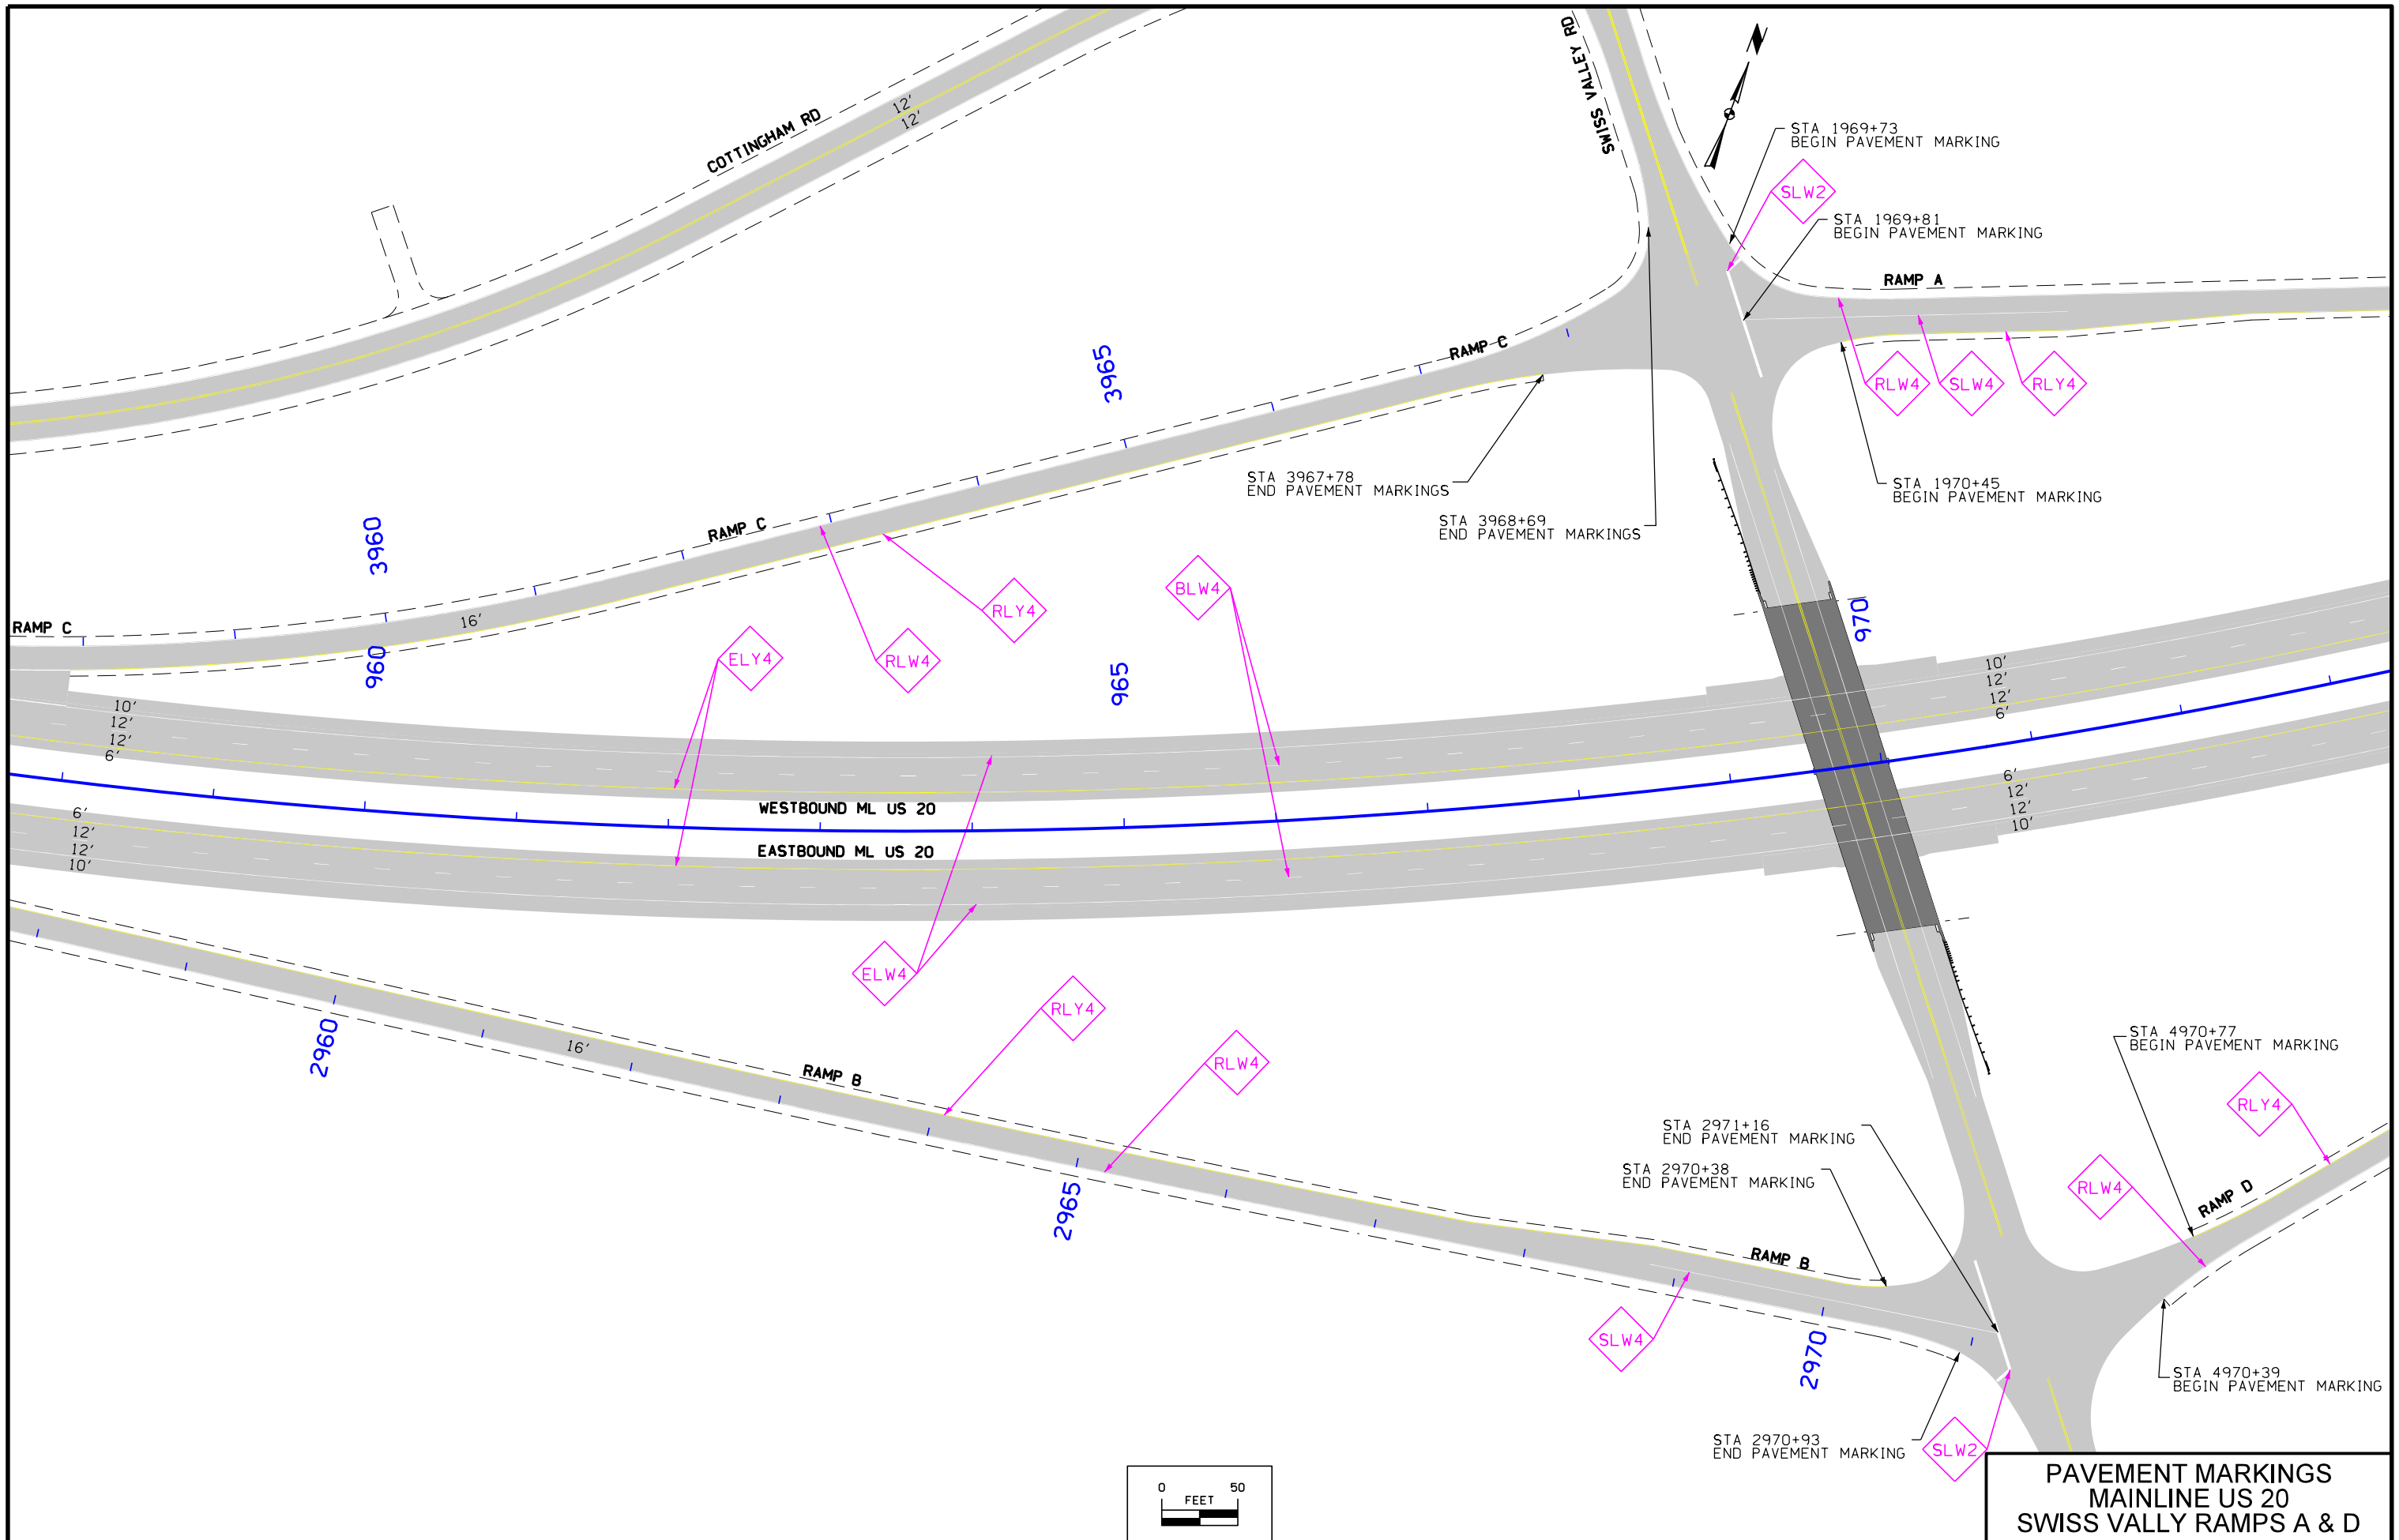 SWISS VALLEY RD
12'
12'
COTTINGHAM RD
STA 1969+73
BEGIN PAVEMENT MARKING
SLW2
STA 1969+81
BEGIN PAVEMENT MARKING
RAMP A
RLW4
SLW4
RLY4
STA 1970+45
BEGIN PAVEMENT MARKING
RAMP C
3965
STA 3967+78
END PAVEMENT MARKINGS
STA 3968+69
END PAVEMENT MARKINGS
RAMP C
3960
RAMP C
16'
RLY4
RLW4
BLW4
ELY4
960
965
970
10'
12'
12'
6'
10'
12'
12'
6'
WESTBOUND ML US 20
EASTBOUND ML US 20
6'
12'
12'
10'
6'
12'
12'
10'
ELW4
RLY4
RLW4
2960
16'
RAMP B
2965
STA 4970+77
BEGIN PAVEMENT MARKING
RLY4
STA 2971+16
END PAVEMENT MARKING
STA 2970+38
END PAVEMENT MARKING
RLW4
RAMP D
RAMP B
SLW4
2970
STA 4970+39
BEGIN PAVEMENT MARKING
STA 2970+93
END PAVEMENT MARKING
SLW2
0 50
FEET
PAVEMENT MARKINGS
MAINLINE US 20
SWISS VALLY RAMPS A & D